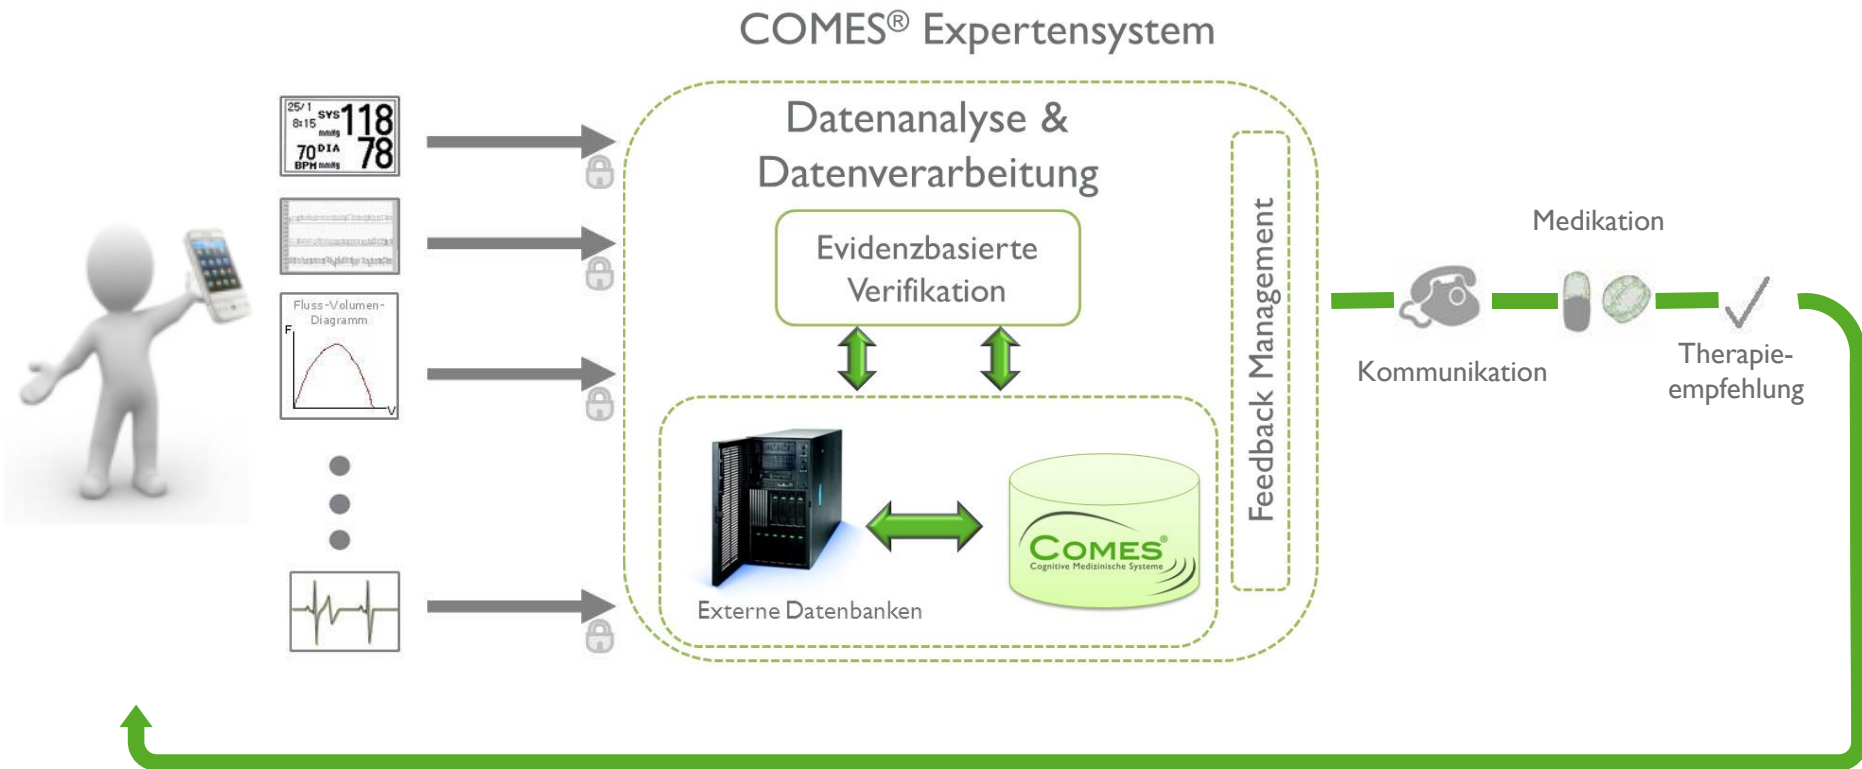 COMES® Expertensystem
25/1
8:15
SYS
mmHg
118
70
BPM
DIA
mmHg
78
Fluss-Volumen-
Diagramm
F
V
Datenanalyse &
Datenverarbeitung
Evidenzbasierte
Verifikation
Externe Datenbanken
COMES®
Cognitive Medizinische Systeme
Feedback Management
Kommunikation
Medikation
Therapie-
empfehlung